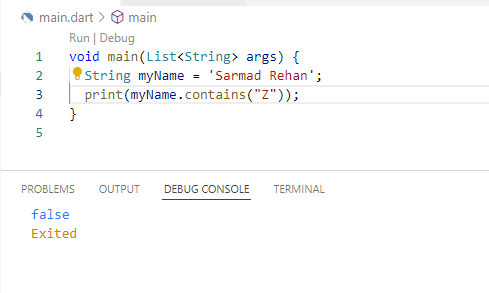 main.dart > main
Run | Debug
1 void main(List<String> args) {
2 String myName = 'Sarmad Rehan';
3 print(myName.contains("Z"));
4 }
5
PROBLEMS OUTPUT DEBUG CONSOLE TERMINAL
false
Exited